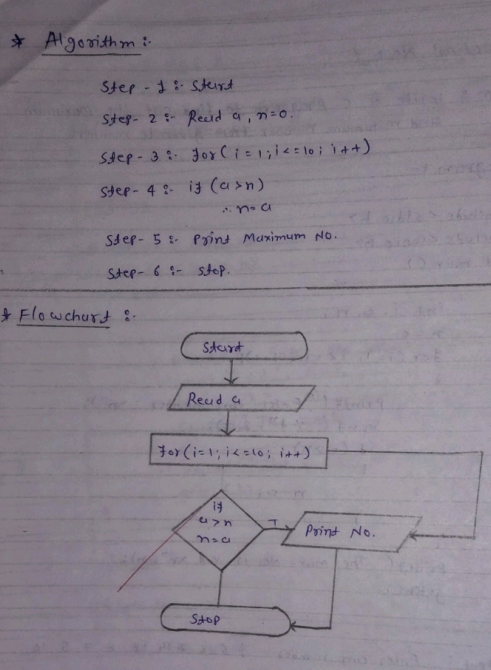 * Algorithm :-
Step - 1 :- Start
Step - 2 :- Read a, n=0.
Step - 3 :- for( i = 1; i <= 10; i++)
Step - 4 :- if (a > n)
∴ n = a
Step - 5 :- Print Maximum No.
Step - 6 :- Stop.
* Flowchart :-
Start
Read a
for(i=1; i<=10; i++)
if
a > n
n = a
T
Print No.
Stop